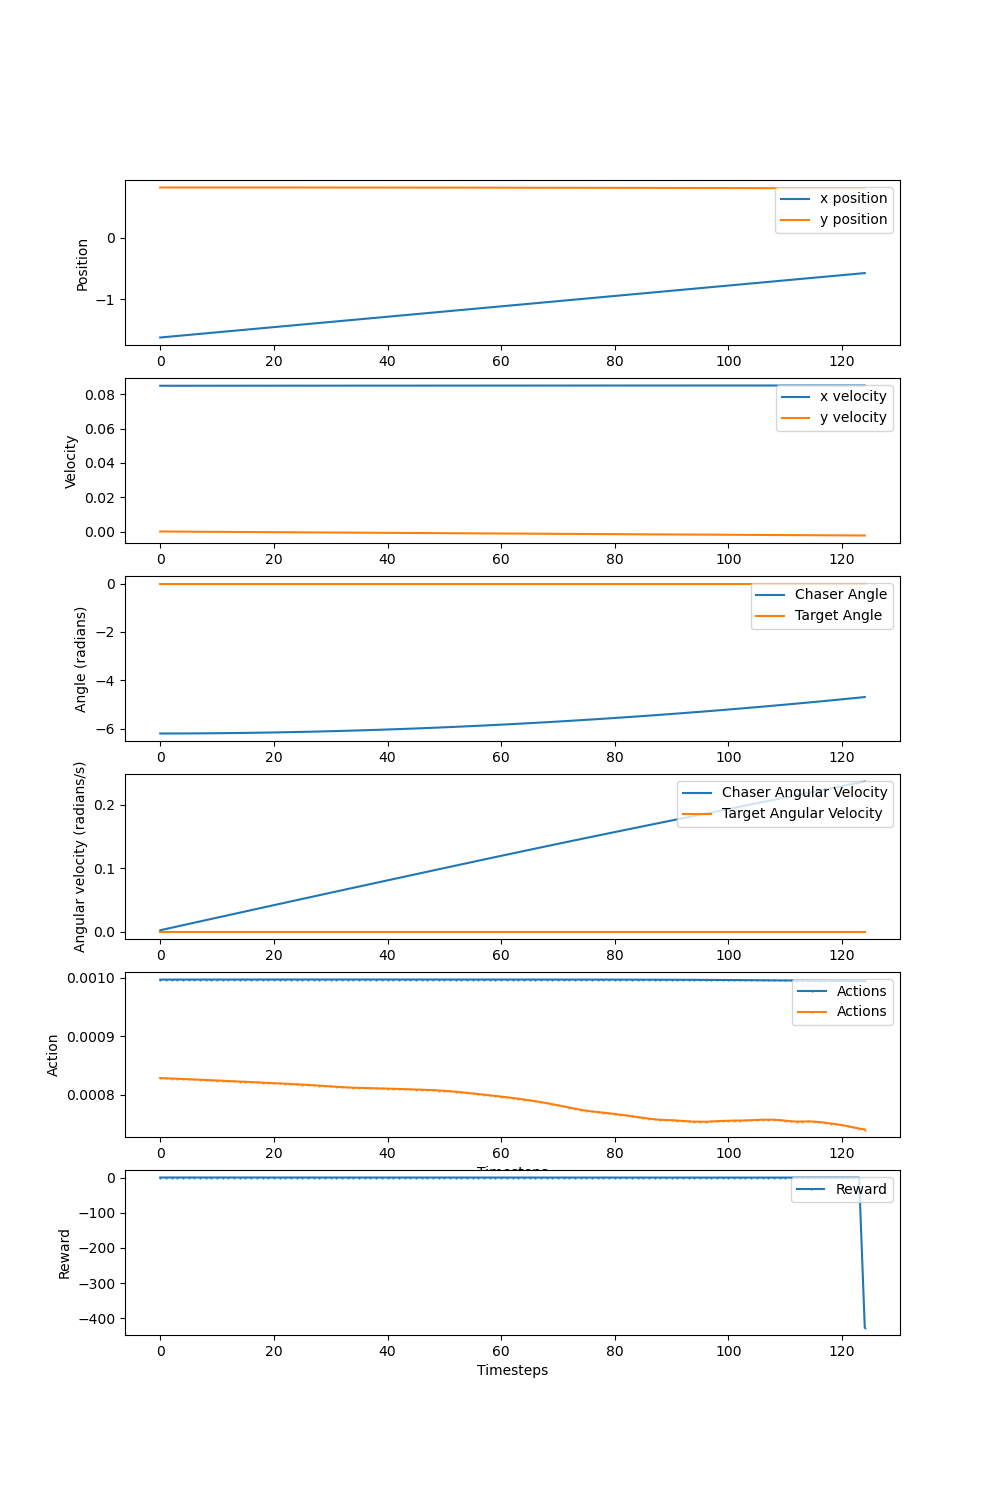 x position
y position
0
−1
Position
0 20 40 60 80 100 120
x velocity
y velocity
0.08
0.06
0.04
0.02
0.00
Velocity
0 20 40 60 80 100 120
Chaser Angle
Target Angle
0
−2
−4
−6
Angle (radians)
0 20 40 60 80 100 120
Chaser Angular Velocity
Target Angular Velocity
0.2
0.1
0.0
Angular velocity (radians/s)
0 20 40 60 80 100 120
Actions
Actions
0.0010
0.0009
0.0008
Action
0 20 40 60 80 100 120
Timesteps
Reward
0
−100
−200
−300
−400
Reward
0 20 40 60 80 100 120
Timesteps